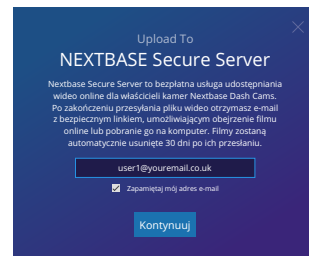 Upload To
NEXTBASE Secure Server
Nextbase Secure Server to bezpłatna usługa udostępniania
wideo online dla właścicieli kamer Nextbase Dash Cams.
Po zakończeniu przesyłania pliku wideo otrzymasz e-mail
z bezpiecznym linkiem, umożliwiającym obejrzenie filmu
online lub pobranie go na komputer. Filmy zostaną
automatycznie usunięte 30 dni po ich przesłaniu.
user1@youremail.co.uk
Zapamiętaj mój adres e-mail
Kontynuuj